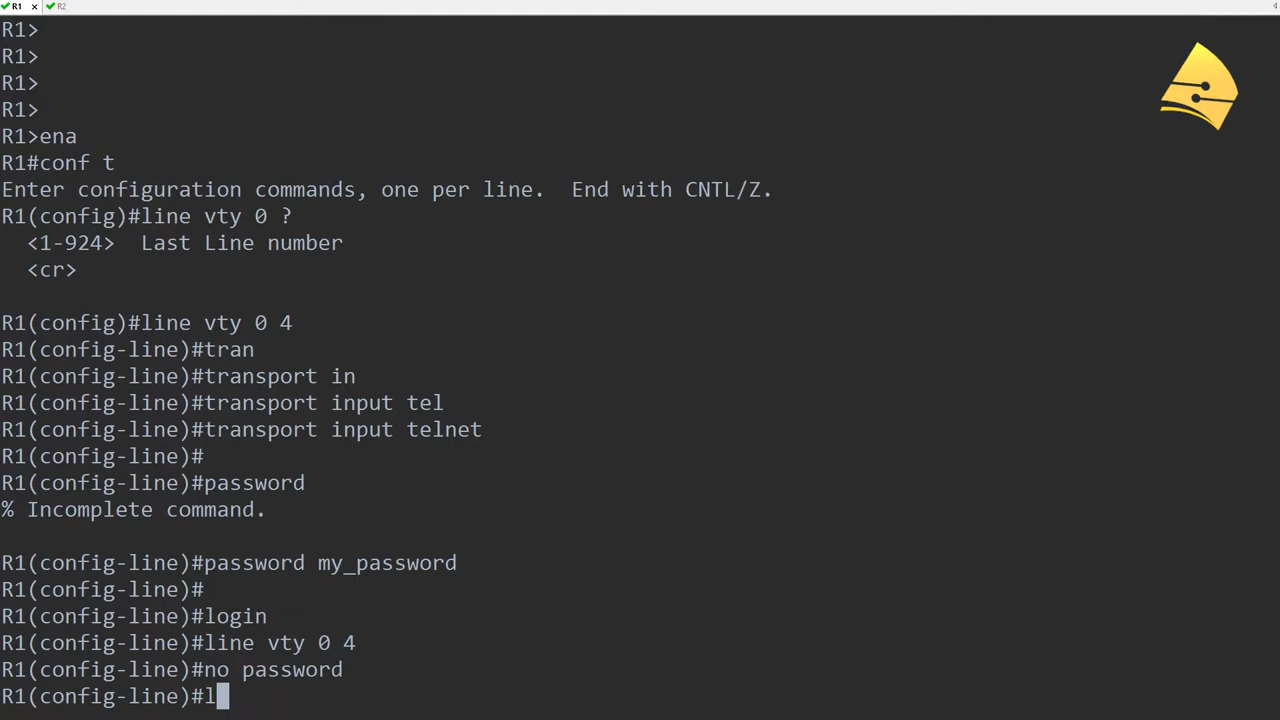 R1 R2
R1>
R1>
R1>
R1>
R1>ena
R1#conf t
Enter configuration commands, one per line.  End with CNTL/Z.
R1(config)#line vty 0 ?
  <1-924>  Last Line number
  <cr>
R1(config)#line vty 0 4
R1(config-line)#tran
R1(config-line)#transport in
R1(config-line)#transport input tel
R1(config-line)#transport input telnet
R1(config-line)#
R1(config-line)#password
% Incomplete command.
R1(config-line)#password my_password
R1(config-line)#
R1(config-line)#login
R1(config-line)#line vty 0 4
R1(config-line)#no password
R1(config-line)#l